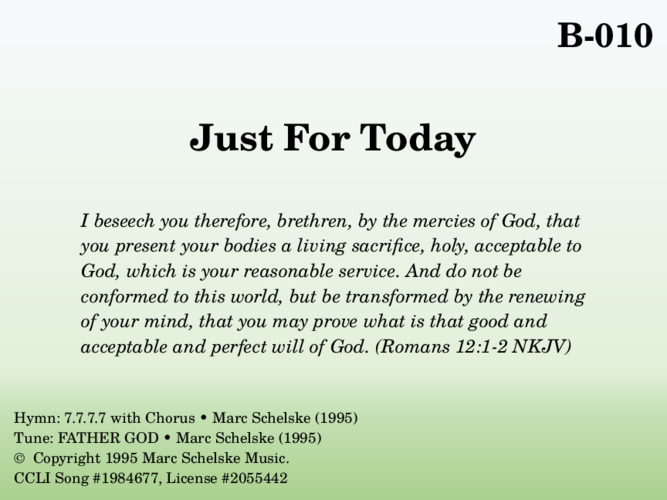 B-010
Just For Today
I beseech you therefore, brethren, by the mercies of God, that
you present your bodies a living sacrifice, holy, acceptable to
God, which is your reasonable service. And do not be
conformed to this world, but be transformed by the renewing
of your mind, that you may prove what is that good and
acceptable and perfect will of God. (Romans 12:1-2 NKJV)
Hymn: 7.7.7.7 with Chorus • Marc Schelske (1995)
Tune: FATHER GOD • Marc Schelske (1995)
© Copyright 1995 Marc Schelske Music.
CCLI Song #1984677, License #2055442